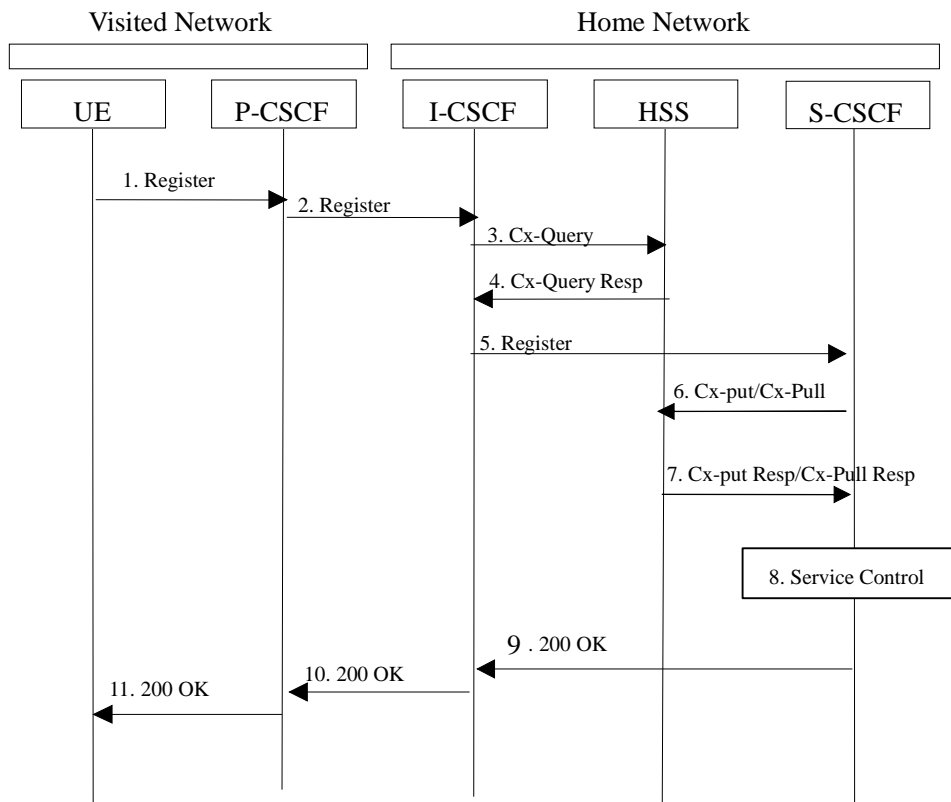 Visited Network
Home Network
UE
P-CSCF
I-CSCF
HSS
S-CSCF
1. Register
2. Register
3. Cx-Query
4. Cx-Query Resp
5. Register
6. Cx-put/Cx-Pull
7. Cx-put Resp/Cx-Pull Resp
8. Service Control
9 . 200 OK
10. 200 OK
11. 200 OK